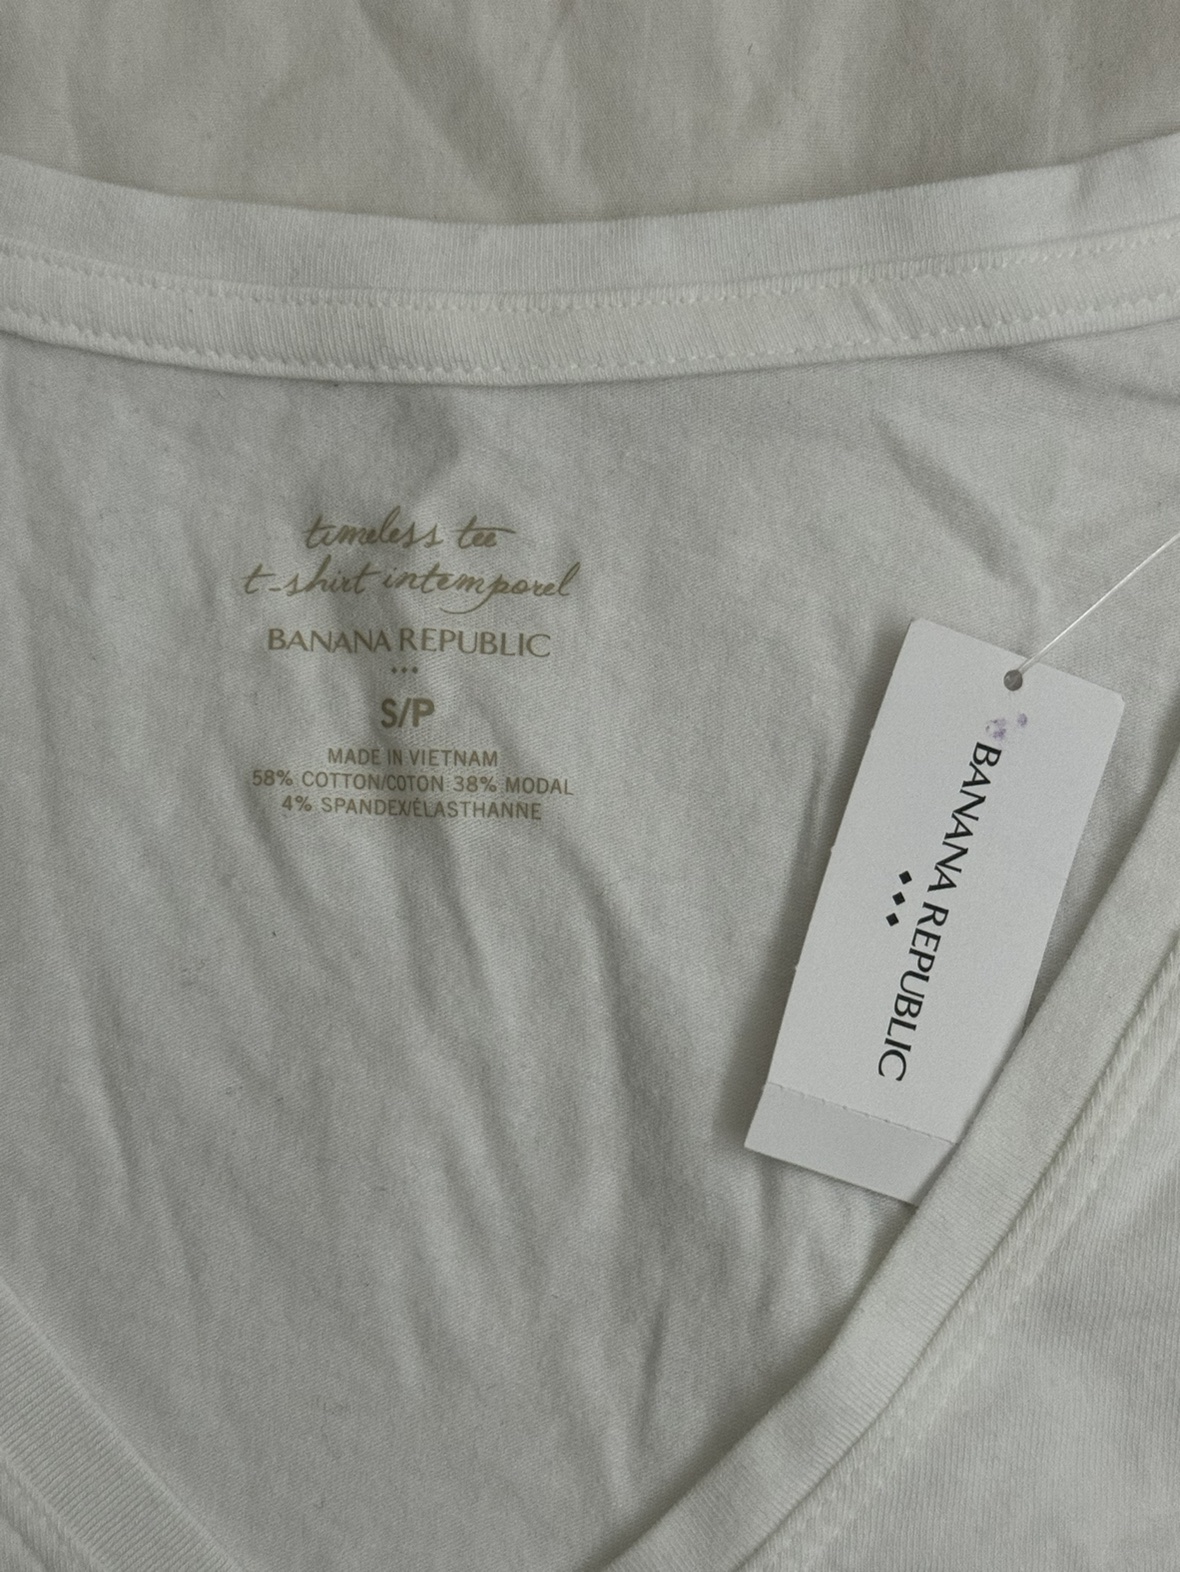 timeless tee
t-shirt intemporel
BANANA REPUBLIC
S/P
MADE IN VIETNAM
58% COTTON/COTON 38% MODAL
4% SPANDEX/ÉLASTHANNE
BANANA REPUBLIC